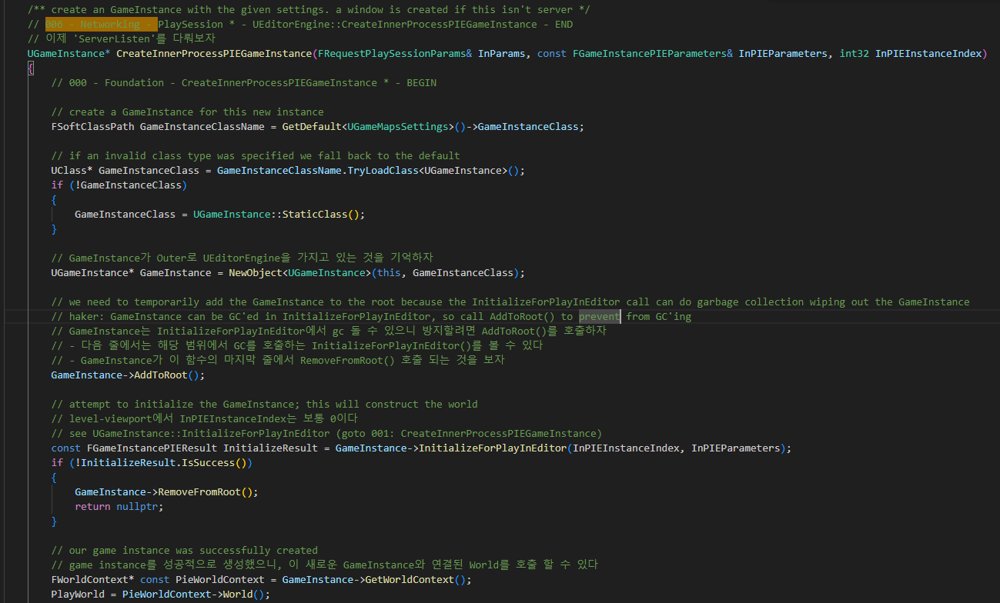 /** create an GameInstance with the given settings. a window is created if this isn't server */
// 006 - Networking - PlaySession * - UEditorEngine::CreateInnerProcessPIEGameInstance - END
// 이제 'ServerListen'를 다뤄보자
UGameInstance* CreateInnerProcessPIEGameInstance(FRequestPlaySessionParams& InParams, const FGameInstancePIEParameters& InPIEParameters, int32 InPIEInstanceIndex)
{
// 000 - Foundation - CreateInnerProcessPIEGameInstance * - BEGIN
// create a GameInstance for this new instance
FSoftClassPath GameInstanceClassName = GetDefault<UGameMapsSettings>()->GameInstanceClass;
// if an invalid class type was specified we fall back to the default
UClass* GameInstanceClass = GameInstanceClassName.TryLoadClass<UGameInstance>();
if (!GameInstanceClass)
{
GameInstanceClass = UGameInstance::StaticClass();
}
// GameInstance가 Outer로 UEditorEngine을 가지고 있는 것을 기억하자
UGameInstance* GameInstance = NewObject<UGameInstance>(this, GameInstanceClass);
// we need to temporarily add the GameInstance to the root because the InitializeForPlayInEditor call can do garbage collection wiping out the GameInstance
// haker: GameInstance can be GC'ed in InitializeForPlayInEditor, so call AddToRoot() to prevent from GC'ing
// GameInstance는 InitializeForPlayInEditor에서 gc 돌 수 있으니 방지할려면 AddToRoot()를 호출하자
// - 다음 줄에서는 해당 범위에서 GC를 호출하는 InitializeForPlayInEditor()를 볼 수 있다
// - GameInstance가 이 함수의 마지막 줄에서 RemoveFromRoot() 호출 되는 것을 보자
GameInstance->AddToRoot();
// attempt to initialize the GameInstance; this will construct the world
// level-viewport에서 InPIEInstanceIndex는 보통 0이다
// see UGameInstance::InitializeForPlayInEditor (goto 001: CreateInnerProcessPIEGameInstance)
const FGameInstancePIEResult InitializeResult = GameInstance->InitializeForPlayInEditor(InPIEInstanceIndex, InPIEParameters);
if (!InitializeResult.IsSuccess())
{
GameInstance->RemoveFromRoot();
return nullptr;
}
// our game instance was successfully created
// game instance를 성공적으로 생성했으니, 이 새로운 GameInstance와 연결된 World를 호출 할 수 있다
FWorldContext* const PieWorldContext = GameInstance->GetWorldContext();
PlayWorld = PieWorldContext->World();